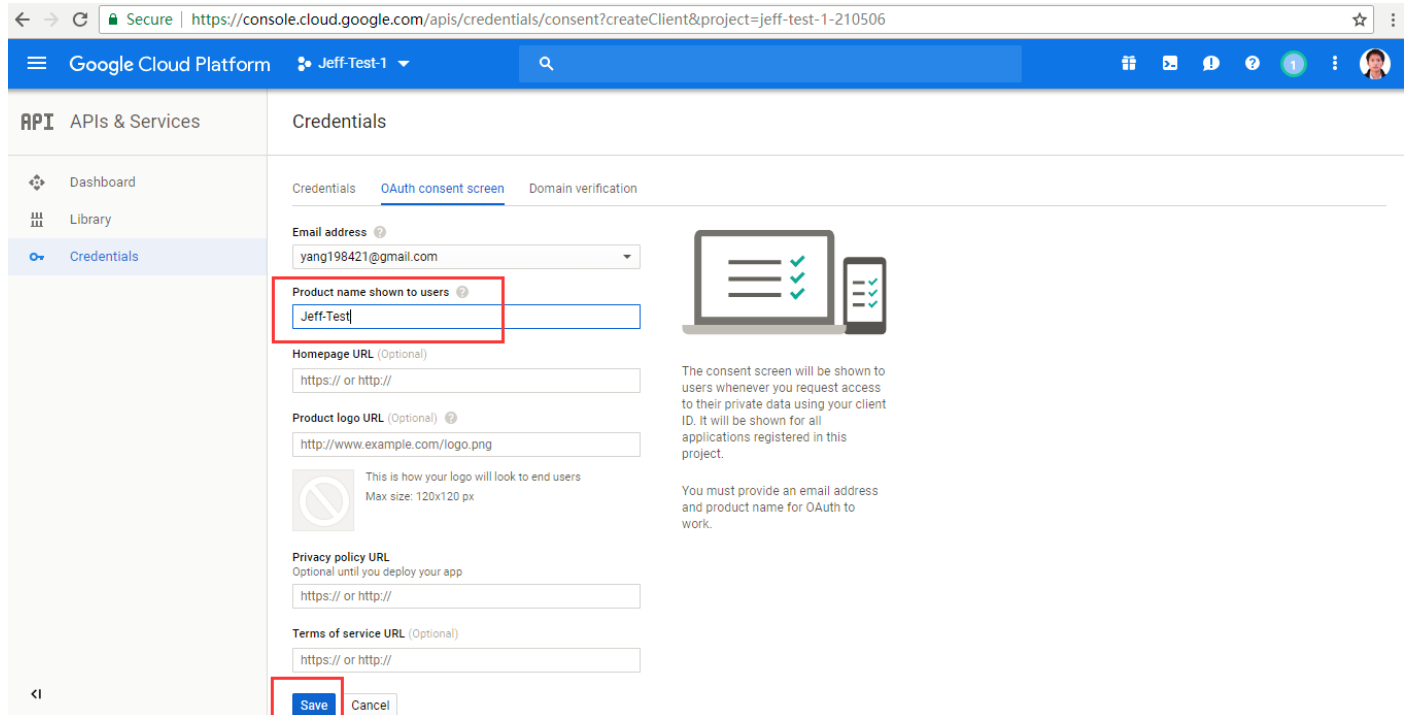 Secure | https://console.cloud.google.com/apis/credentials/consent?createClient&project=jeff-test-1-210506
Google Cloud Platform
Jeff-Test-1
1
API APIs & Services
Credentials
Dashboard
Library
Credentials
Credentials OAuth consent screen Domain verification
Email address
yang198421@gmail.com
Product name shown to users
Jeff-Test
Homepage URL (Optional)
https:// or http://
Product logo URL (Optional)
http://www.example.com/logo.png
This is how your logo will look to end users
Max size: 120x120 px
Privacy policy URL
Optional until you deploy your app
https:// or http://
Terms of service URL (Optional)
https:// or http://
Save Cancel
The consent screen will be shown to
users whenever you request access
to their private data using your client
ID. It will be shown for all
applications registered in this
project.
You must provide an email address
and product name for OAuth to
work.